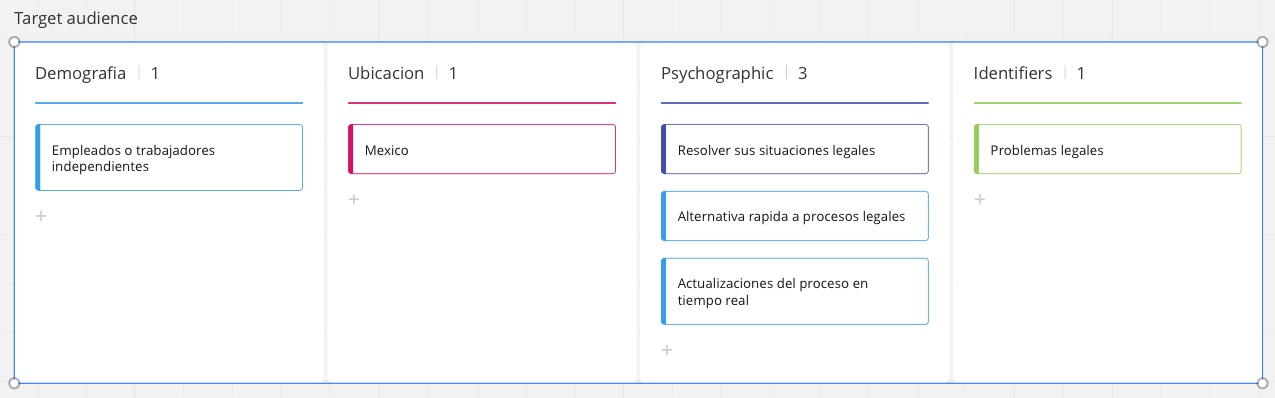 Target audience
Demografia | 1
Ubicacion | 1
Psychographic | 3
Identifiers | 1
Empleados o trabajadores
independientes
Mexico
Resolver sus situaciones legales
Alternativa rapida a procesos legales
Actualizaciones del proceso en
tiempo real
Problemas legales